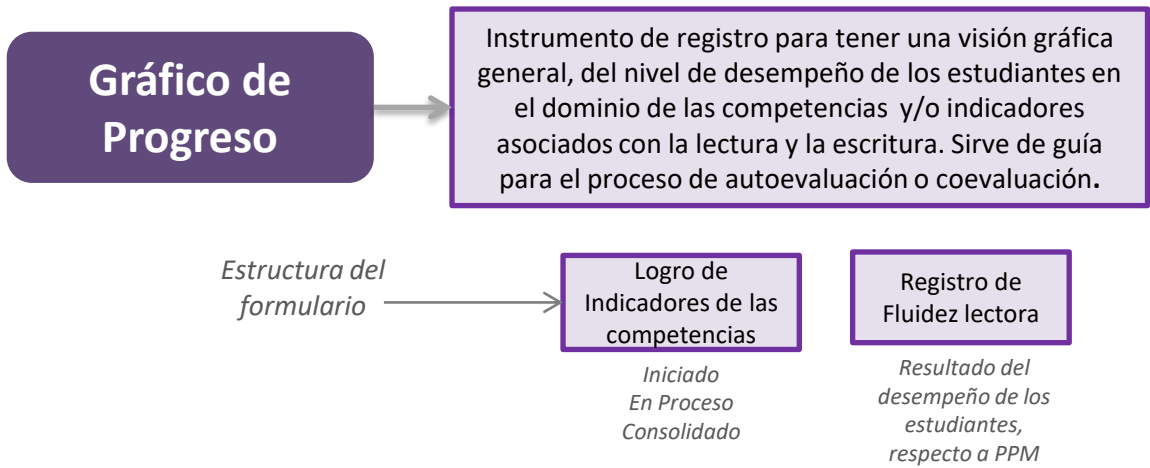 Gráfico de
Progreso
Instrumento de registro para tener una visión gráfica
general, del nivel de desempeño de los estudiantes en
el dominio de las competencias y/o indicadores
asociados con la lectura y la escritura. Sirve de guía
para el proceso de autoevaluación o coevaluación.
Estructura del
formulario
Logro de
Indicadores de las
competencias
Iniciado
En Proceso
Consolidado
Registro de
Fluidez lectora
Resultado del
desempeño de los
estudiantes,
respecto a PPM